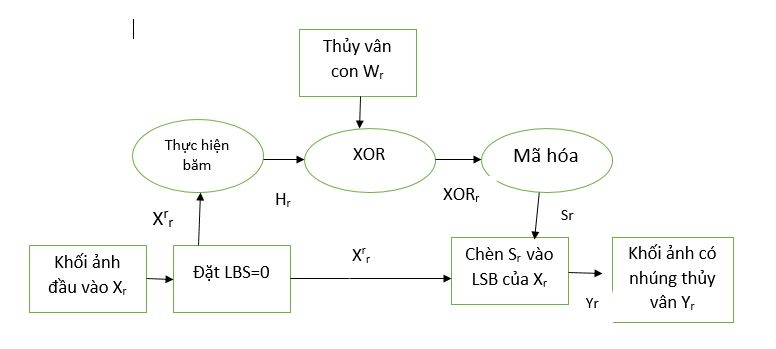 Thủy vân
con Wr
Thực hiện
băm
XOR
Mã hóa
Hr
XORr
Xrr
Sr
Khối ảnh
đầu vào Xr
Đặt LBS=0
Xrr
Chèn Sr vào
LSB của Xr
Yr
Khối ảnh có
nhúng thủy
vân Yr